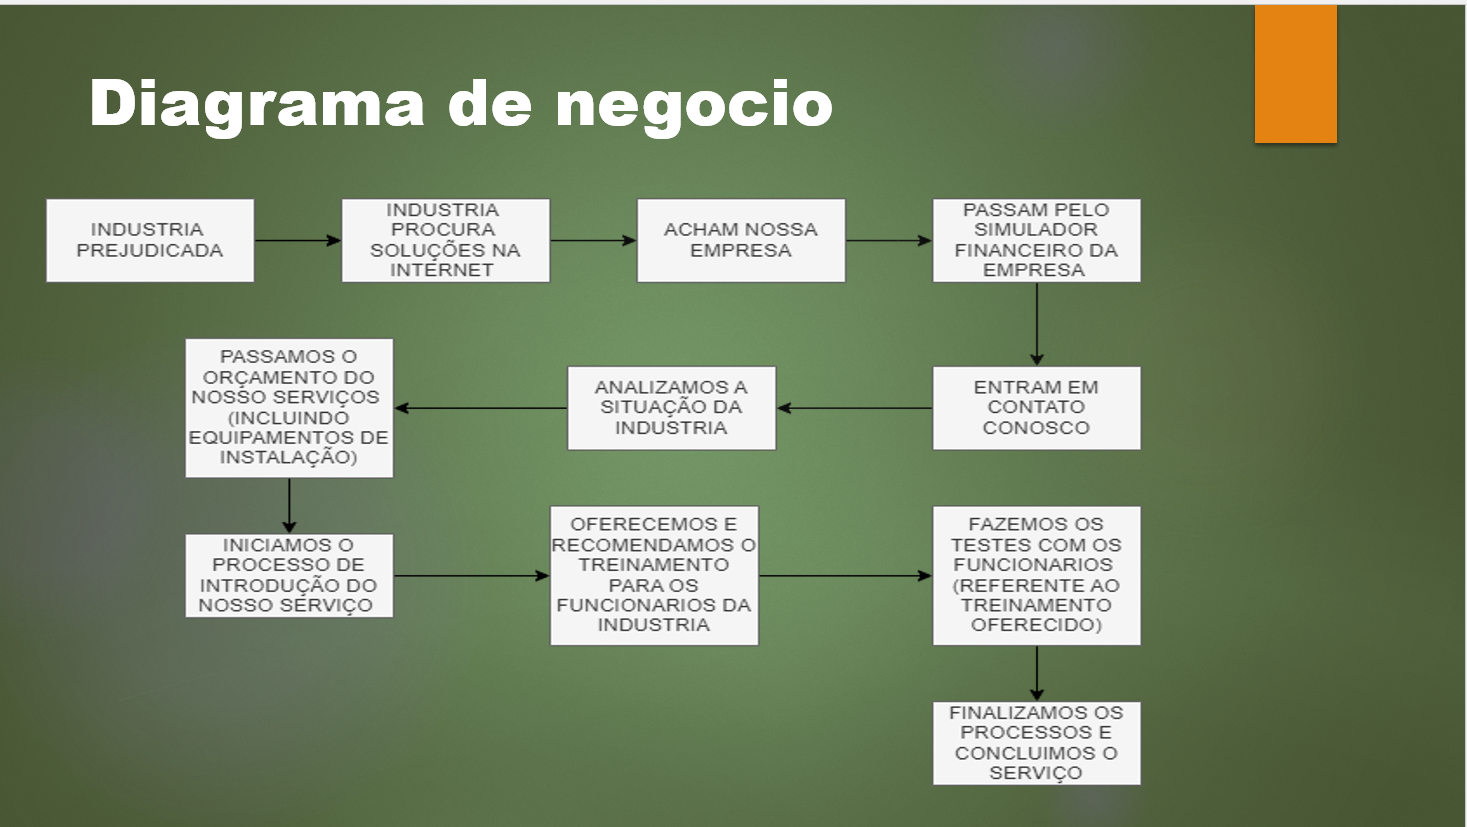 Diagrama de negocio
INDUSTRIA
PREJUDICADA
INDUSTRIA
PROCURA
SOLUÇÕES NA
INTERNET
ACHAM NOSSA
EMPRESA
PASSAM PELO
SIMULADOR
FINANCEIRO DA
EMPRESA
ENTRAM EM
CONTATO
CONOSCO
ANALIZAMOS A
SITUAÇÃO DA
INDUSTRIA
PASSAMOS O
ORÇAMENTO DO
NOSSO SERVIÇOS
(INCLUINDO
EQUIPAMENTOS DE
INSTALAÇÃO)
INICIAMOS O
PROCESSO DE
INTRODUÇÃO DO
NOSSO SERVIÇO
OFERECEMOS E
RECOMENDAMOS O
TREINAMENTO
PARA OS
FUNCIONARIOS DA
INDUSTRIA
FAZEMOS OS
TESTES COM OS
FUNCIONARIOS
(REFERENTE AO
TREINAMENTO
OFERECIDO)
FINALIZAMOS OS
PROCESSOS E
CONCLUIMOS O
SERVIÇO